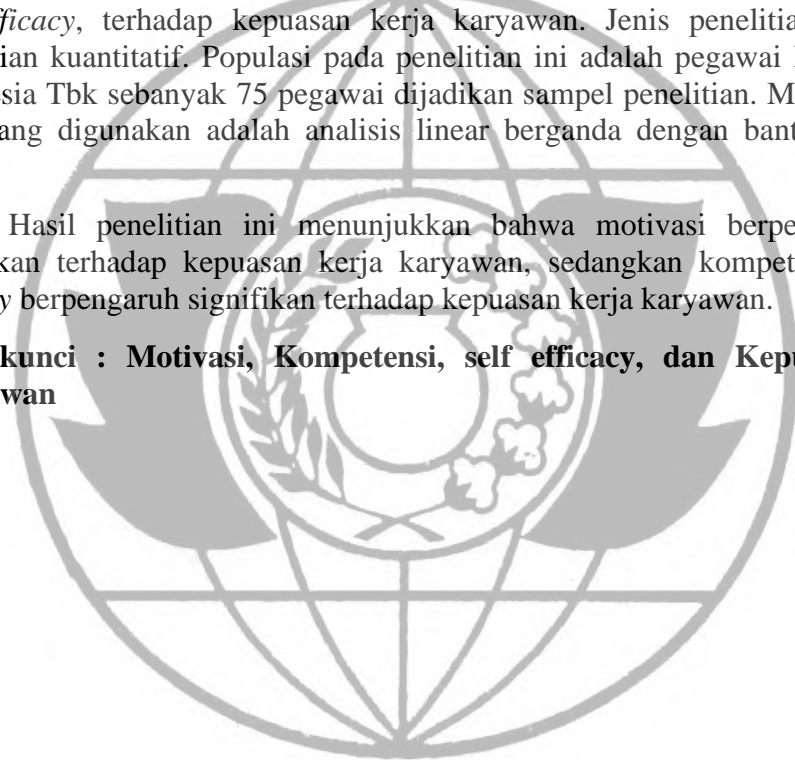 fficacy, terhadap kepuasan kerja karyawan. Jenis penelitia
ian kuantitatif. Populasi pada penelitian ini adalah pegawai
esia Tbk sebanyak 75 pegawai dijadikan sampel penelitian. M
ang digunakan adalah analisis linear berganda dengan bant
Hasil penelitian ini menunjukkan bahwa motivasi berpe
kan terhadap kepuasan kerja karyawan, sedangkan kompet
y berpengaruh signifikan terhadap kepuasan kerja karyawan.
kunci : Motivasi, Kompetensi, self efficacy, dan Kepu
wan